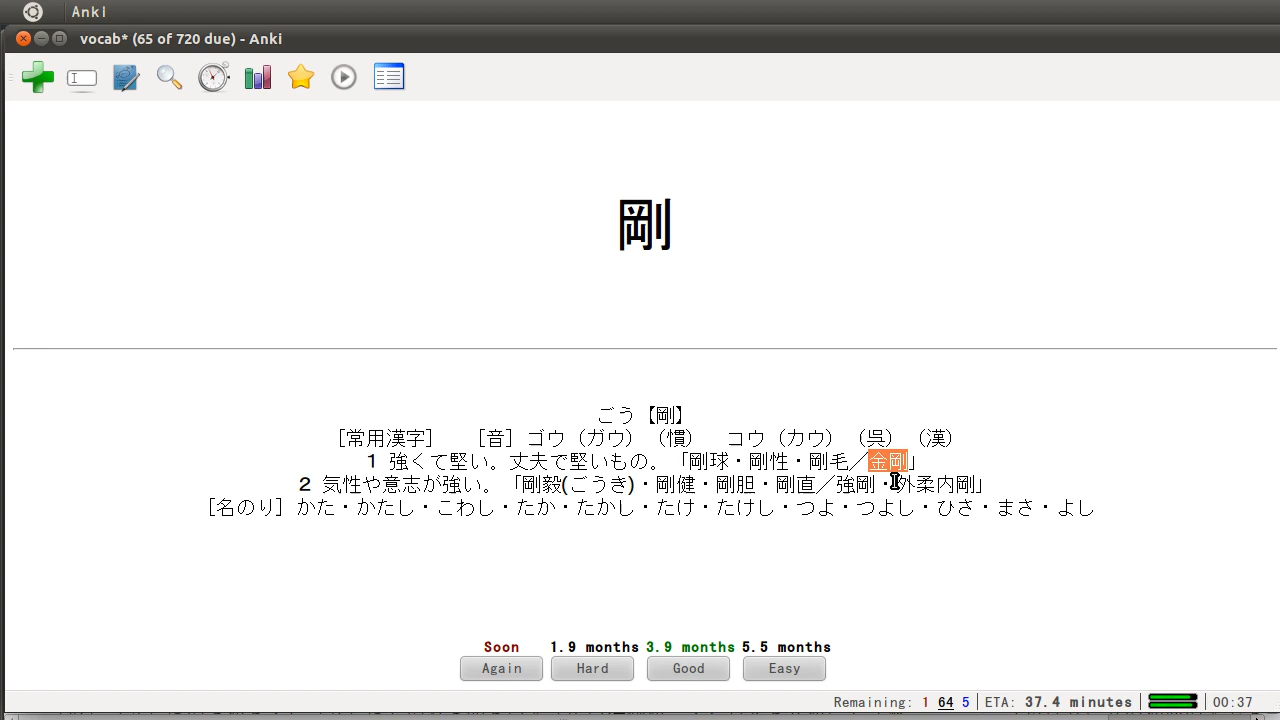 Anki
vocab* (65 of 720 due) - Anki
剛
ごう【剛】
［常用漢字］　［音］ゴウ（ガウ）（慣）　コウ（カウ）（呉）（漢）
1 強くて堅い。丈夫で堅いもの。「剛球・剛性・剛毛／金剛」
2 気性や意志が強い。「剛毅(ごうき)・剛健・剛胆・剛直／強剛・外柔内剛」
［名のり］かた・かたし・こわし・たか・たかし・たけ・たけし・つよ・つよし・ひさ・まさ・よし
Soon 1.9 months 3.9 months 5.5 months
Again Hard Good Easy
Remaining: 1 64 5 ETA: 37.4 minutes 00:37